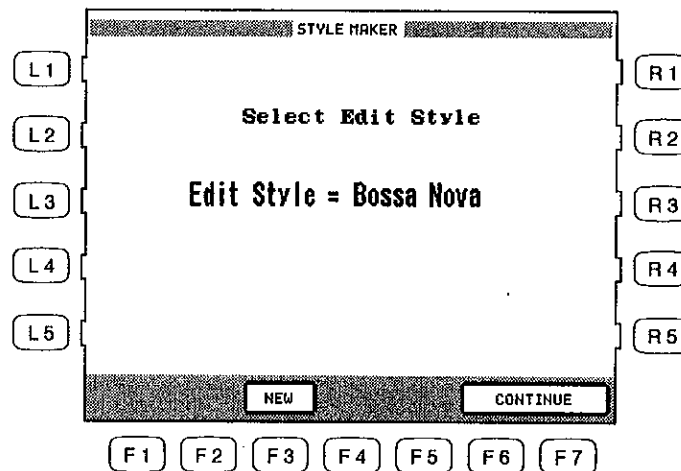 STYLE MAKER
L1 R1
Select Edit Style
L2 R2
L3 Edit Style = Bossa Nova R3
L4 R4
L5 R5
NEW CONTINUE
F1 F2 F3 F4 F5 F6 F7